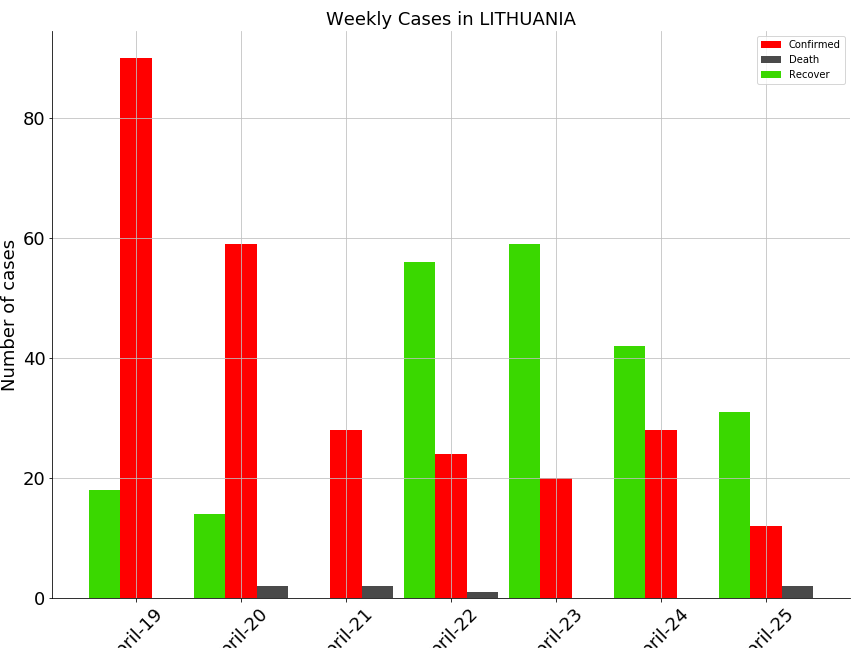 Weekly Cases in LITHUANIA
Confirmed
Death
Recover
Number of cases
80
60
40
20
0
pril-19
pril-20
pril-21
pril-22
pril-23
pril-24
pril-25